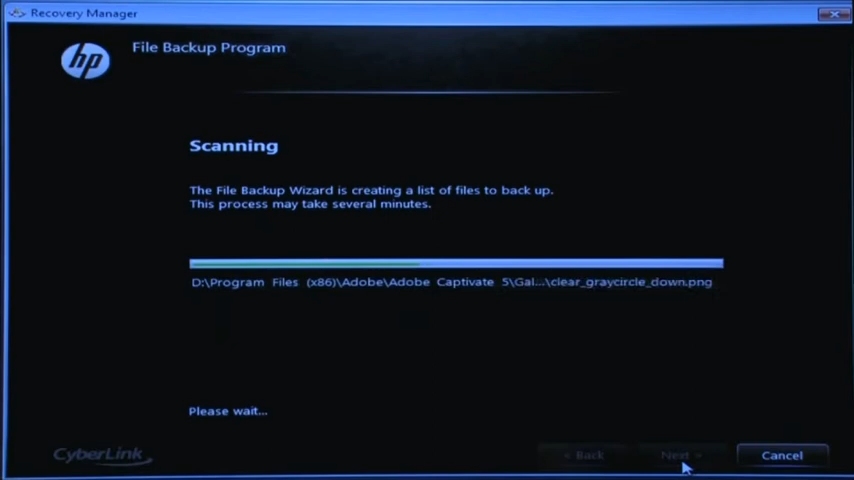 Recovery Manager
hp
File Backup Program
Scanning
The File Backup Wizard is creating a list of files to back up.
This process may take several minutes.
D:\Program Files (x86)\Adobe\Adobe Captivate 5\Gal...\clear_graycircle_down.png
Please wait...
CyberLink
< Back
Next >
Cancel